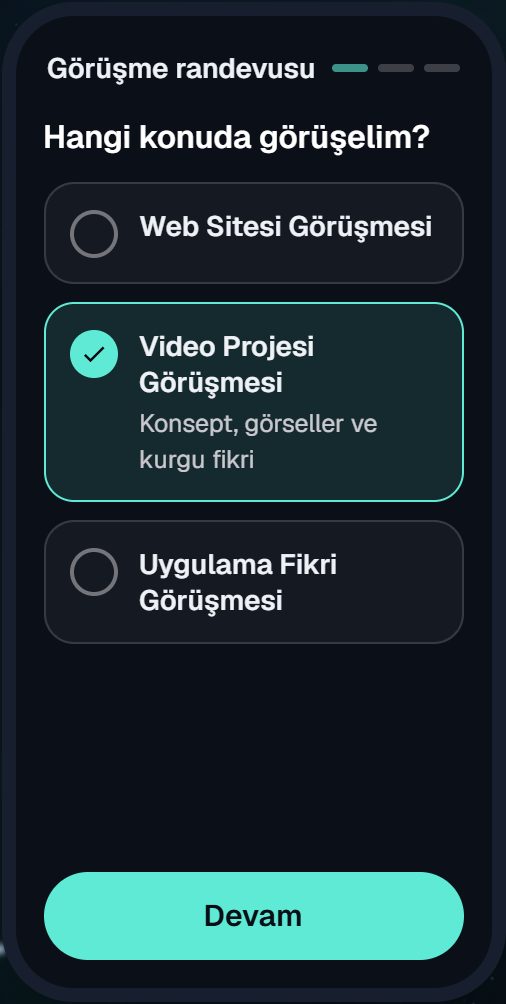 Görüşme randevusu
Hangi konuda görüşelim?
Web Sitesi Görüşmesi
Video Projesi
Görüşmesi
Konsept, görseller ve
kurgu fikri
Uygulama Fikri
Görüşmesi
Devam